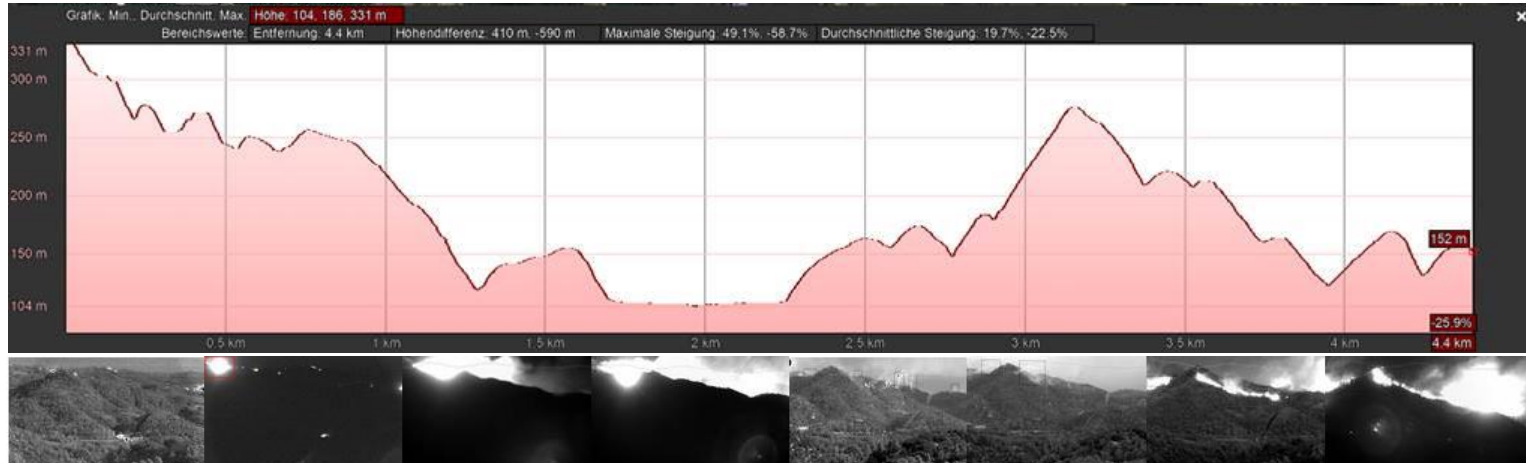 Grafik: Min., Durchschnitt, Max. Höhe: 104, 186, 331 m
Bereichswerte: Entfernung: 4.4 km Höhendifferenz: 410 m, -590 m Maximale Steigung: 49.1%, -58.7% Durchschnittliche Steigung: 19.7%, -22.5%
331 m
300 m
250 m
200 m
150 m
104 m
152 m
-25.9%
0.5 km 1 km 1.5 km 2 km 2.5 km 3 km 3.5 km 4 km 4.4 km